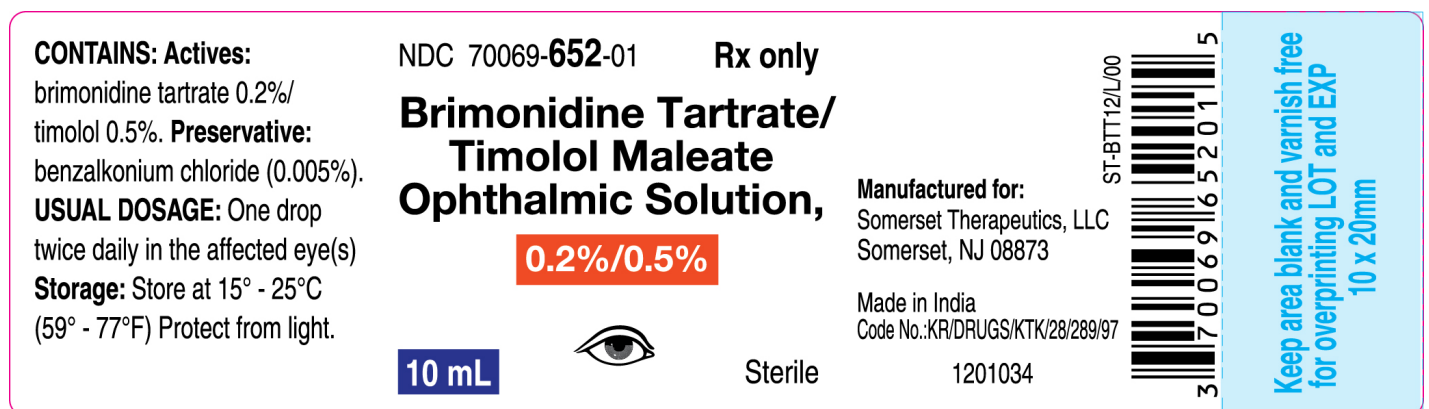 CONTAINS: Actives:
brimonidine tartrate 0.2%/
timolol 0.5%. Preservative:
benzalkonium chloride (0.005%).
USUAL DOSAGE: One drop
twice daily in the affected eye(s)
Storage: Store at 15° - 25°C
(59° - 77°F) Protect from light.
NDC 70069-652-01 Rx only
Brimonidine Tartrate/
Timolol Maleate
Ophthalmic Solution,
0.2%/0.5%
10 mL Sterile
Manufactured for:
Somerset Therapeutics, LLC
Somerset, NJ 08873
Made in India
Code No.:KR/DRUGS/KTK/28/289/97
1201034
ST-BTT12/L/00
3 70069 65201 5
Keep area blank and varnish free
for overprinting LOT and EXP
10 x 20mm